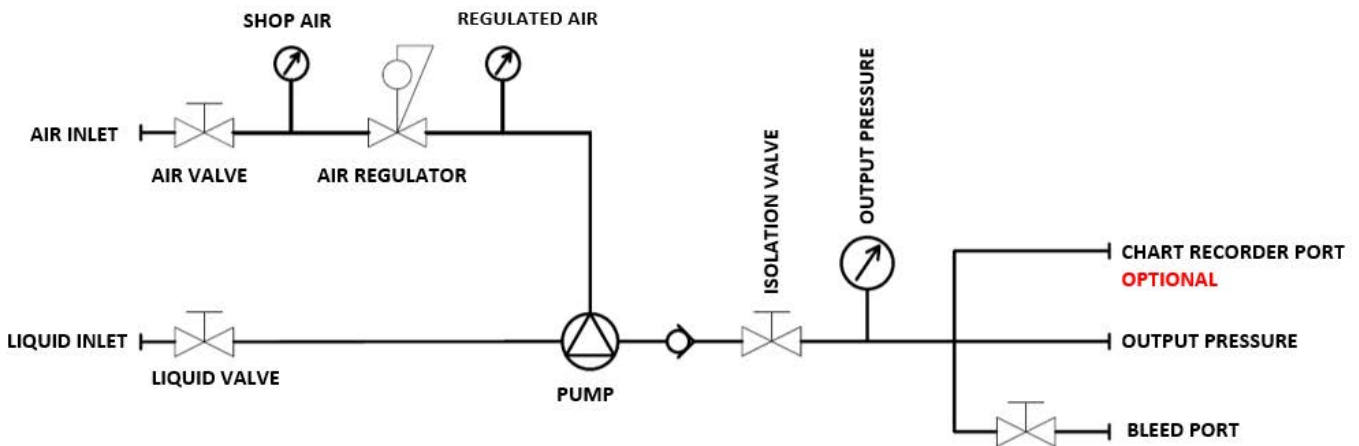 SHOP AIR
REGULATED AIR
AIR INLET
AIR VALVE
AIR REGULATOR
OUTPUT PRESSURE
ISOLATION VALVE
CHART RECORDER PORT
OPTIONAL
LIQUID INLET
OUTPUT PRESSURE
LIQUID VALVE
PUMP
BLEED PORT